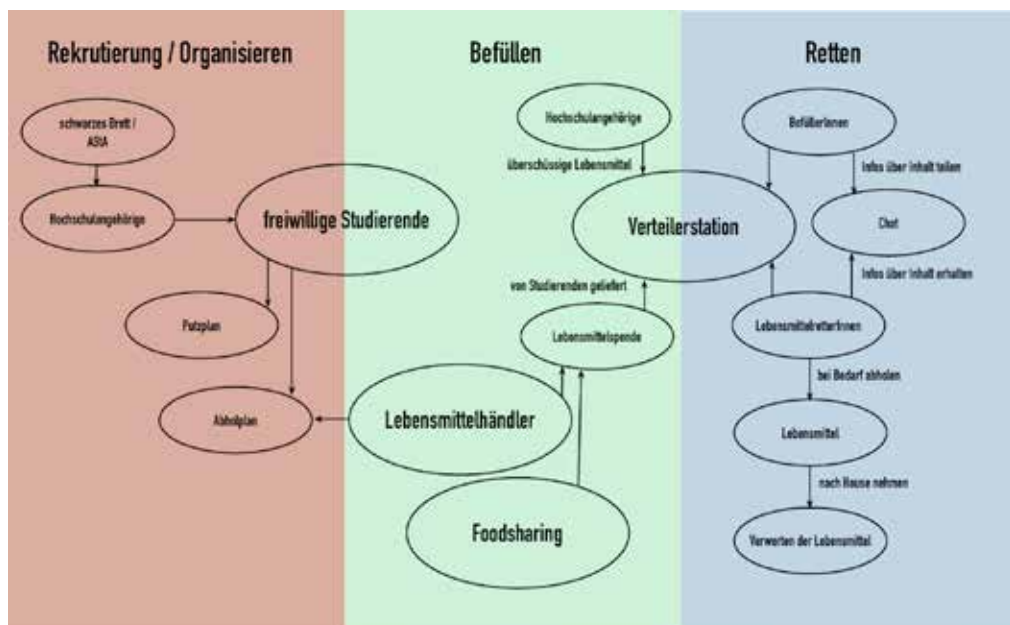 Rekrutierung / Organisieren
schwarzes Brett /
AStA
Hochschulangehörige
freiwillige Studierende
Putzplan
Abholplan
Befüllen
Hochschulangehörige
überschüssige Lebensmittel
Verteilerstation
von Studierenden geliefert
Lebensmittelspende
Lebensmittelhändler
Foodsharing
Retten
BefüllerInnen
Infos über Inhalt teilen
Chat
Infos über Inhalt erhalten
LebensmittelretterInnen
bei Bedarf abholen
Lebensmittel
nach Hause nehmen
Verwerten der Lebensmittel